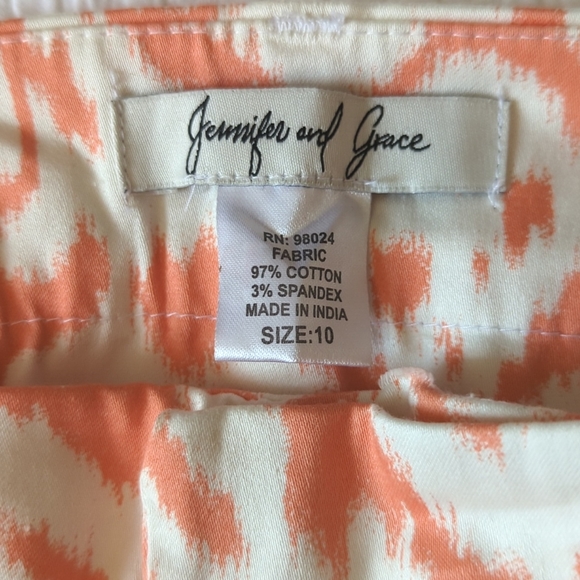 Jennifer and Grace
RN: 98024
FABRIC
97% COTTON
3% SPANDEX
MADE IN INDIA
SIZE:10